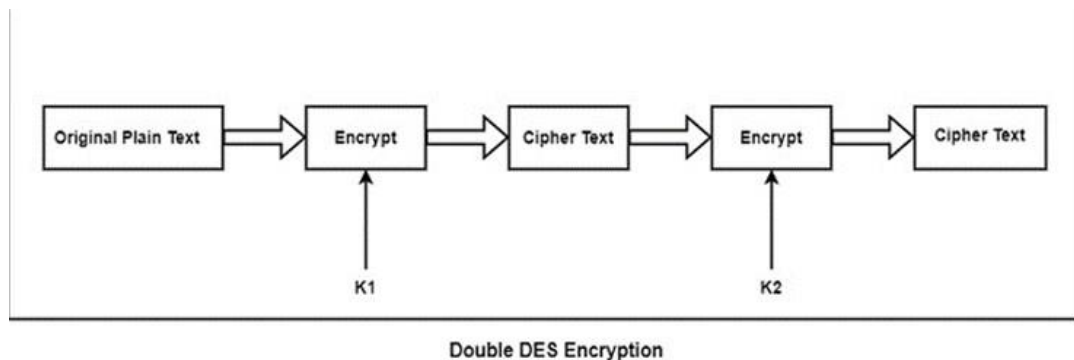 Original Plain Text
Encrypt
Cipher Text
Encrypt
Cipher Text
K1
K2
Double DES Encryption